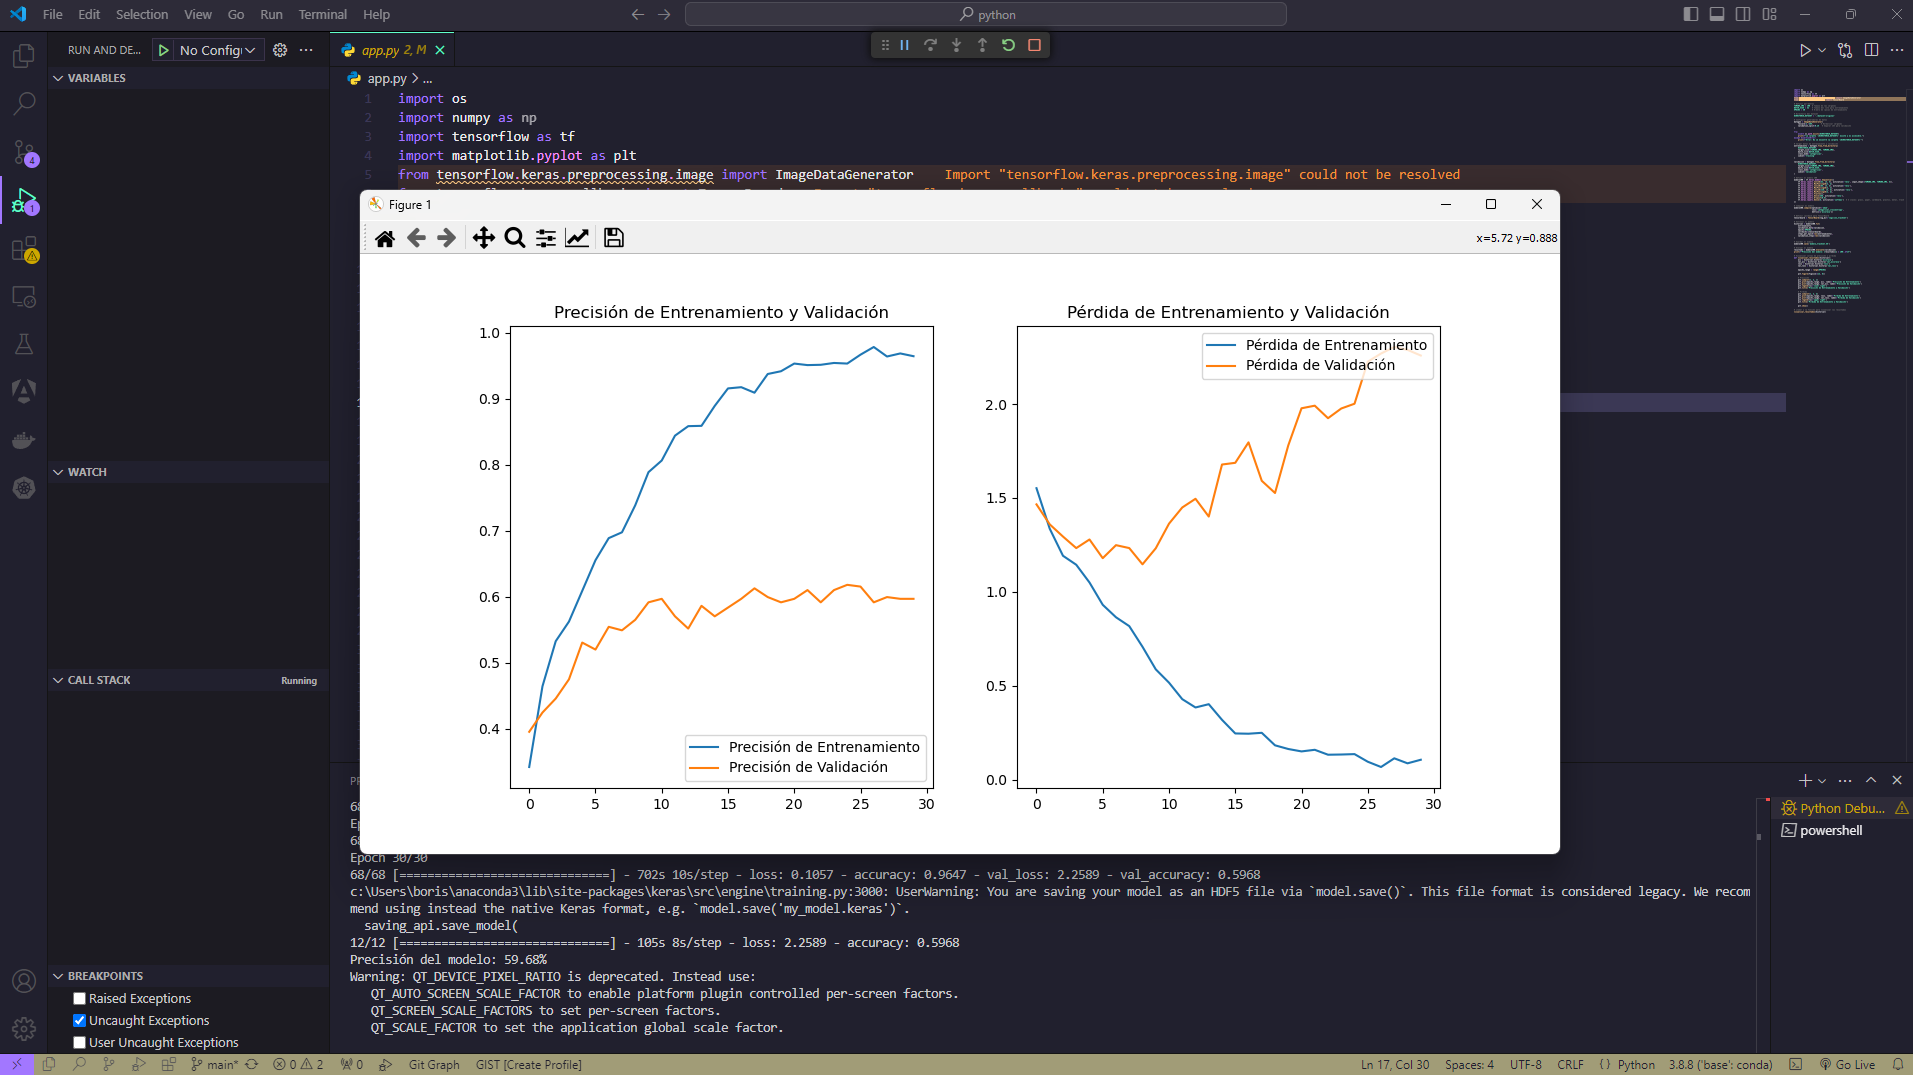 File Edit Selection View Go Run Terminal Help
python
RUN AND DE...
No Configu
app.py 2, M
VARIABLES
app.py > ...
1 import os
2 import numpy as np
3 import tensorflow as tf
4 import matplotlib.pyplot as plt
5 from tensorflow.keras.preprocessing.image import ImageDataGenerator Import "tensorflow.keras.preprocessing.image" could not be resolved
4
1
Figure 1
x=5.72 y=0.888
Precisión de Entrenamiento y Validación
1.0
0.9
0.8
0.7
0.6
0.5
0.4
Precisión de Entrenamiento
Precisión de Validación
0 5 10 15 20 25 30
Pérdida de Entrenamiento y Validación
Pérdida de Entrenamiento
Pérdida de Validación
2.0
1.5
1.0
0.5
0.0
0 5 10 15 20 25 30
WATCH
CALL STACK
Running
BREAKPOINTS
Raised Exceptions
Uncaught Exceptions
User Uncaught Exceptions
Epoch 30/30
68/68 [==============================] - 702s 10s/step - loss: 0.1057 - accuracy: 0.9647 - val_loss: 2.2589 - val_accuracy: 0.5968
c:\Users\boris\anaconda3\lib\site-packages\keras\src\engine\training.py:3000: UserWarning: You are saving your model as an HDF5 file via `model.save()`. This file format is considered legacy. We recom
mend using instead the native Keras format, e.g. `model.save('my_model.keras')`.
saving_api.save_model(
12/12 [==============================] - 105s 8s/step - loss: 2.2589 - accuracy: 0.5968
Precisión del modelo: 59.68%
Warning: QT_DEVICE_PIXEL_RATIO is deprecated. Instead use:
QT_AUTO_SCREEN_SCALE_FACTOR to enable platform plugin controlled per-screen factors.
QT_SCREEN_SCALE_FACTORS to set per-screen factors.
QT_SCALE_FACTOR to set the application global scale factor.
Python Debu...
powershell
main* 0 2 0 Git Graph GIST [Create Profile]
Ln 17, Col 30 Spaces: 4 UTF-8 CRLF Python 3.8.8 ('base': conda) Go Live